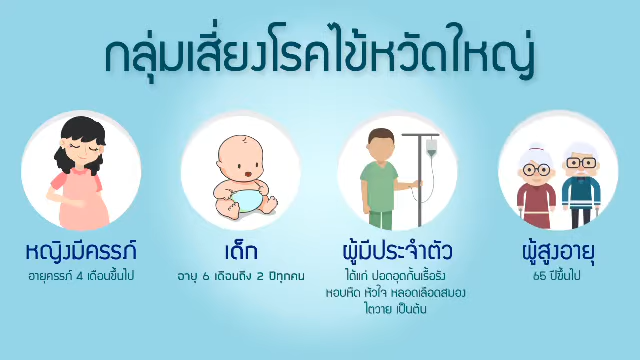 กลุ่มเสี่ยงโรคไข้หวัดใหญ่
หญิงมีครรภ์
อายุครรภ์ 4 เดือนขึ้นไป
เด็ก
อายุ 6 เดือนถึง 2 ปีทุกคน
ผู้มีประจำตัว
ได้แก่ ปอดอุดกั้นเรื้อรัง
หอบหืด หัวใจ หลอดเลือดสมอง
ไตวาย เป็นต้น
ผู้สูงอายุ
65 ปีขึ้นไป